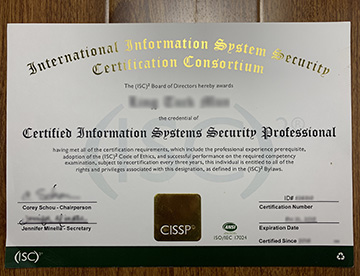 International Information System Security
Certification Consortium
The (ISC)² Board of Directors hereby awards
the credential of
Certified Information Systems Security Professional
having met all of the certification requirements, which include the professional experience prerequisite,
adoption of the (ISC)² Code of Ethics, and successful performance on the required competency
examination, subject to recertification every three years, this individual is entitled to all of the
rights and privileges associated with this designation, as defined in the (ISC)² Bylaws.
Corey Schou - Chairperson
Jennifer Minella - Secretary
CISSP®
ANSI
ISO/IEC 17024
ID#
Certification Number
Expiration Date
Certified Since
(ISC)²